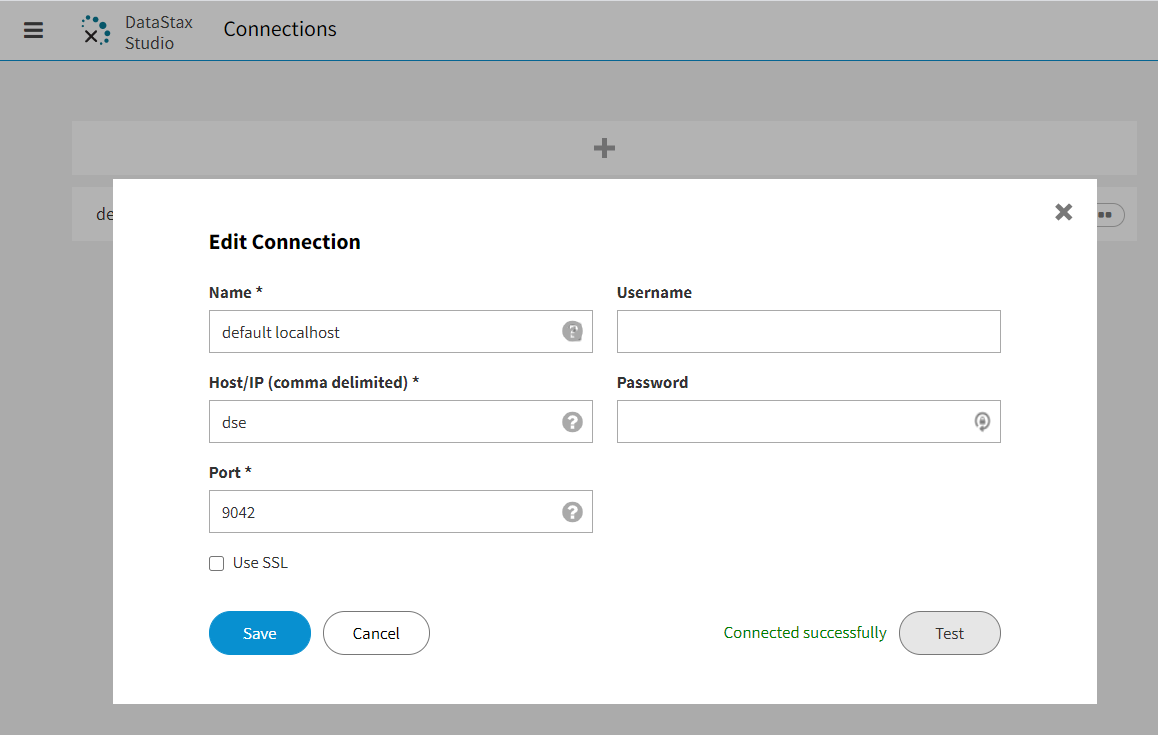 DataStax
Studio
Connections
de
Edit Connection
Name *
Username
default localhost
Host/IP (comma delimited) *
Password
dse
Port *
9042
Use SSL
Save
Cancel
Connected successfully
Test